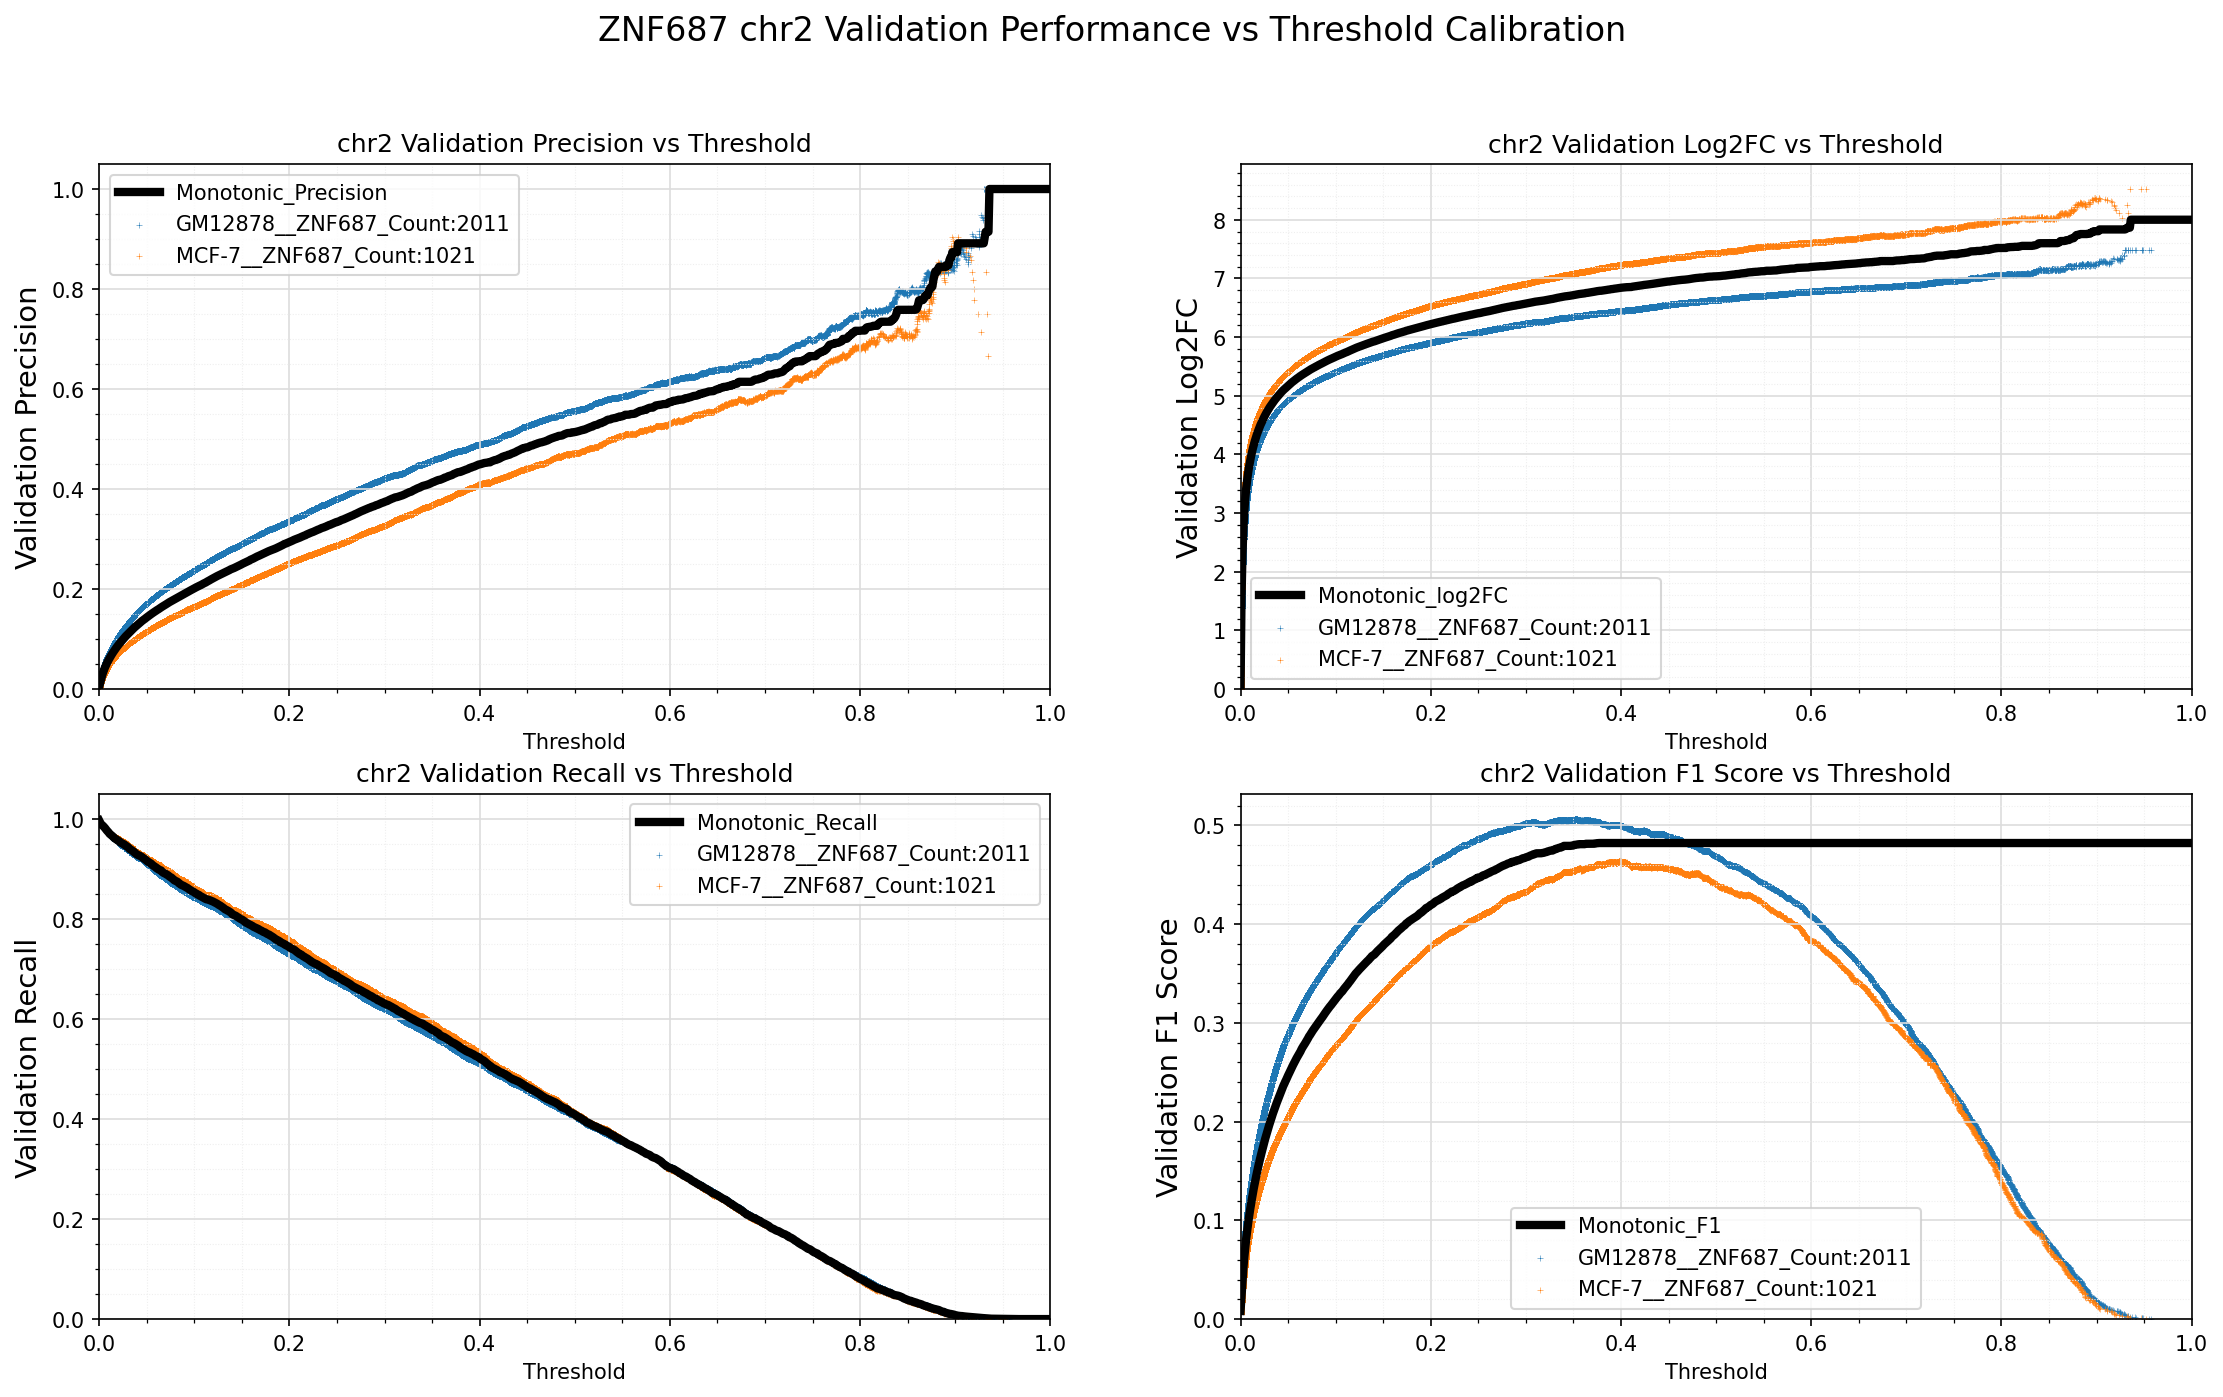 ZNF687 chr2 Validation Performance vs Threshold Calibration
chr2 Validation Precision vs Threshold
Validation Precision
1.0
0.8
0.6
0.4
0.2
0.0
Monotonic_Precision
GM12878__ZNF687_Count:2011
MCF-7__ZNF687_Count:1021
0.0 0.2 0.4 0.6 0.8 1.0
Threshold
chr2 Validation Log2FC vs Threshold
Validation Log2FC
8
7
6
5
4
3
2
1
0
Monotonic_log2FC
GM12878__ZNF687_Count:2011
MCF-7__ZNF687_Count:1021
0.0 0.2 0.4 0.6 0.8 1.0
Threshold
chr2 Validation Recall vs Threshold
Validation Recall
1.0
0.8
0.6
0.4
0.2
0.0
Monotonic_Recall
GM12878__ZNF687_Count:2011
MCF-7__ZNF687_Count:1021
0.0 0.2 0.4 0.6 0.8 1.0
Threshold
chr2 Validation F1 Score vs Threshold
Validation F1 Score
0.5
0.4
0.3
0.2
0.1
0.0
Monotonic_F1
GM12878__ZNF687_Count:2011
MCF-7__ZNF687_Count:1021
0.0 0.2 0.4 0.6 0.8 1.0
Threshold